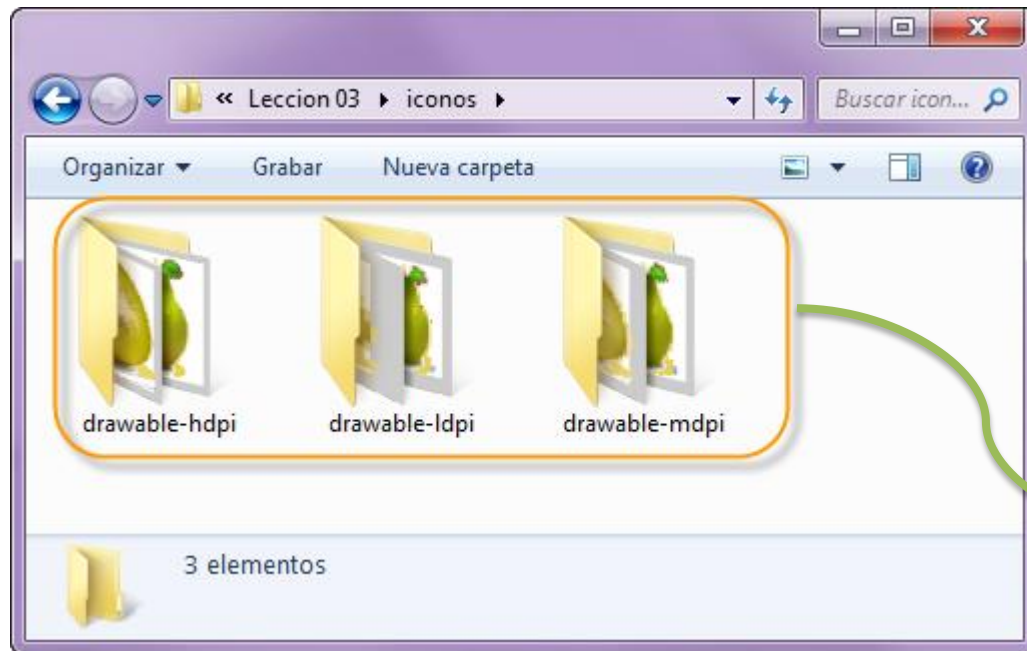 « Leccion 03 ▸ iconos ▸
Buscar icon...
Organizar ▾ Grabar Nueva carpeta
drawable-hdpi drawable-ldpi drawable-mdpi
3 elementos